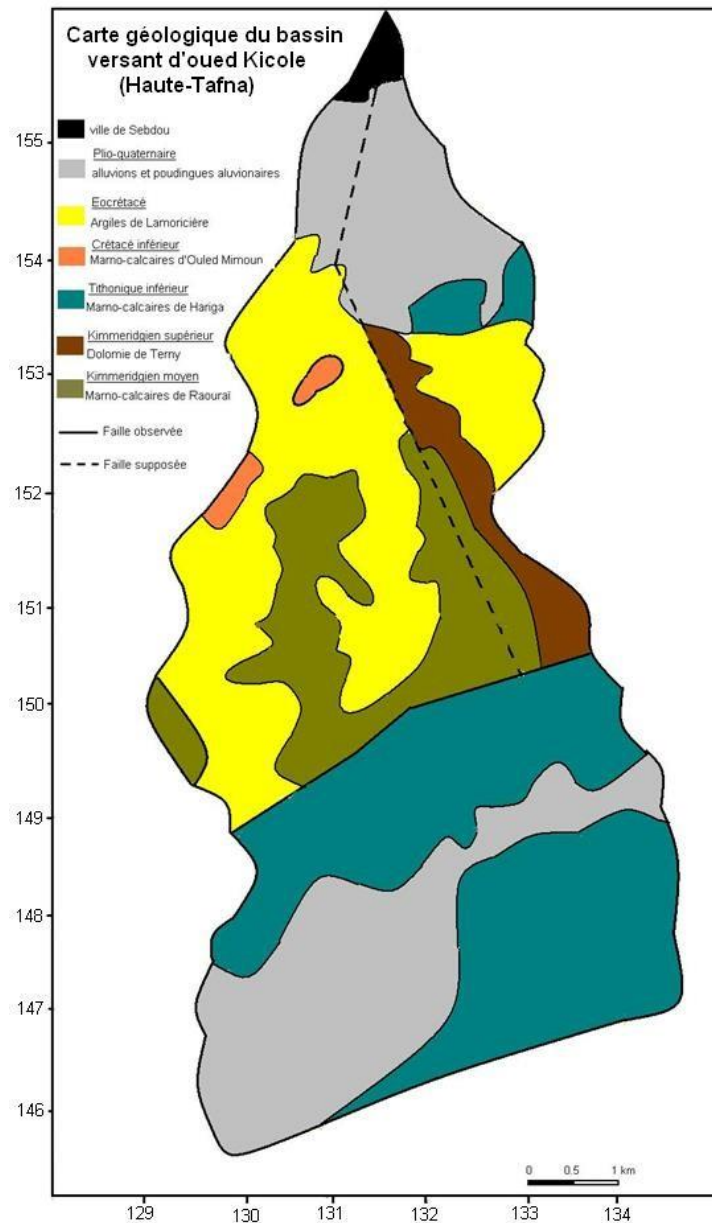 Carte géologique du bassin
versant d'oued Kicole
(Haute-Tafna)
ville de Sebdou
Plio-quaternaire
alluvions et poudingues aluvionaires
Eocrétacé
Argiles de Lamoricière
Crétacé inférieur
Marno-calcaires d'Ouled Mimoun
Tithonique inférieur
Marno-calcaires de Hariga
Kimmeridgien supérieur
Dolomie de Terny
Kimmeridgien moyen
Marno-calcaires de Raouraï
Faille observée
Faille supposée
155
154
153
152
151
150
149
148
147
146
0 0.5 1 km
129 130 131 132 133 134